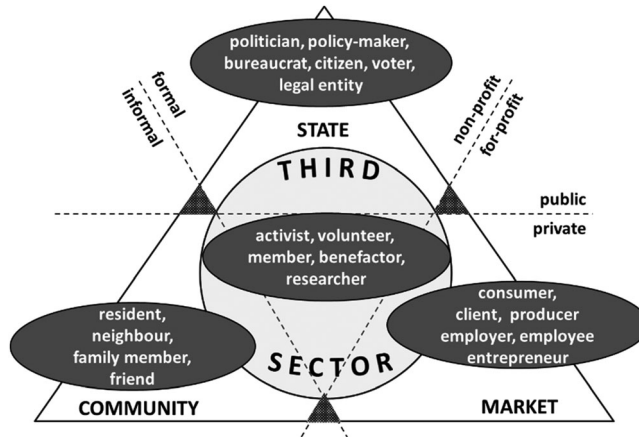 politician, policy-maker,
bureaucrat, citizen, voter,
legal entity
formal
informal
non-profit
for-profit
STATE
THIRD
public
private
activist, volunteer,
member, benefactor,
researcher
resident,
neighbour,
family member,
friend
consumer,
client, producer
employer, employee
entrepreneur
SECTOR
COMMUNITY
MARKET